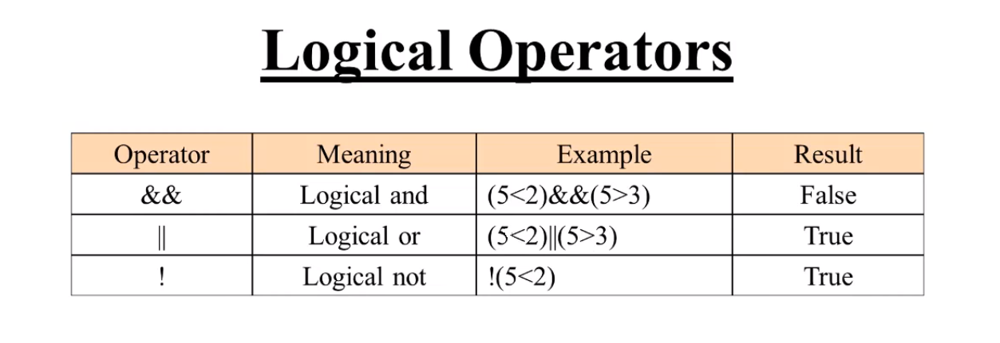 Logical Operators
Operator Meaning Example Result
&& Logical and (5<2)&&(5>3) False
|| Logical or (5<2)||(5>3) True
! Logical not !(5<2) True